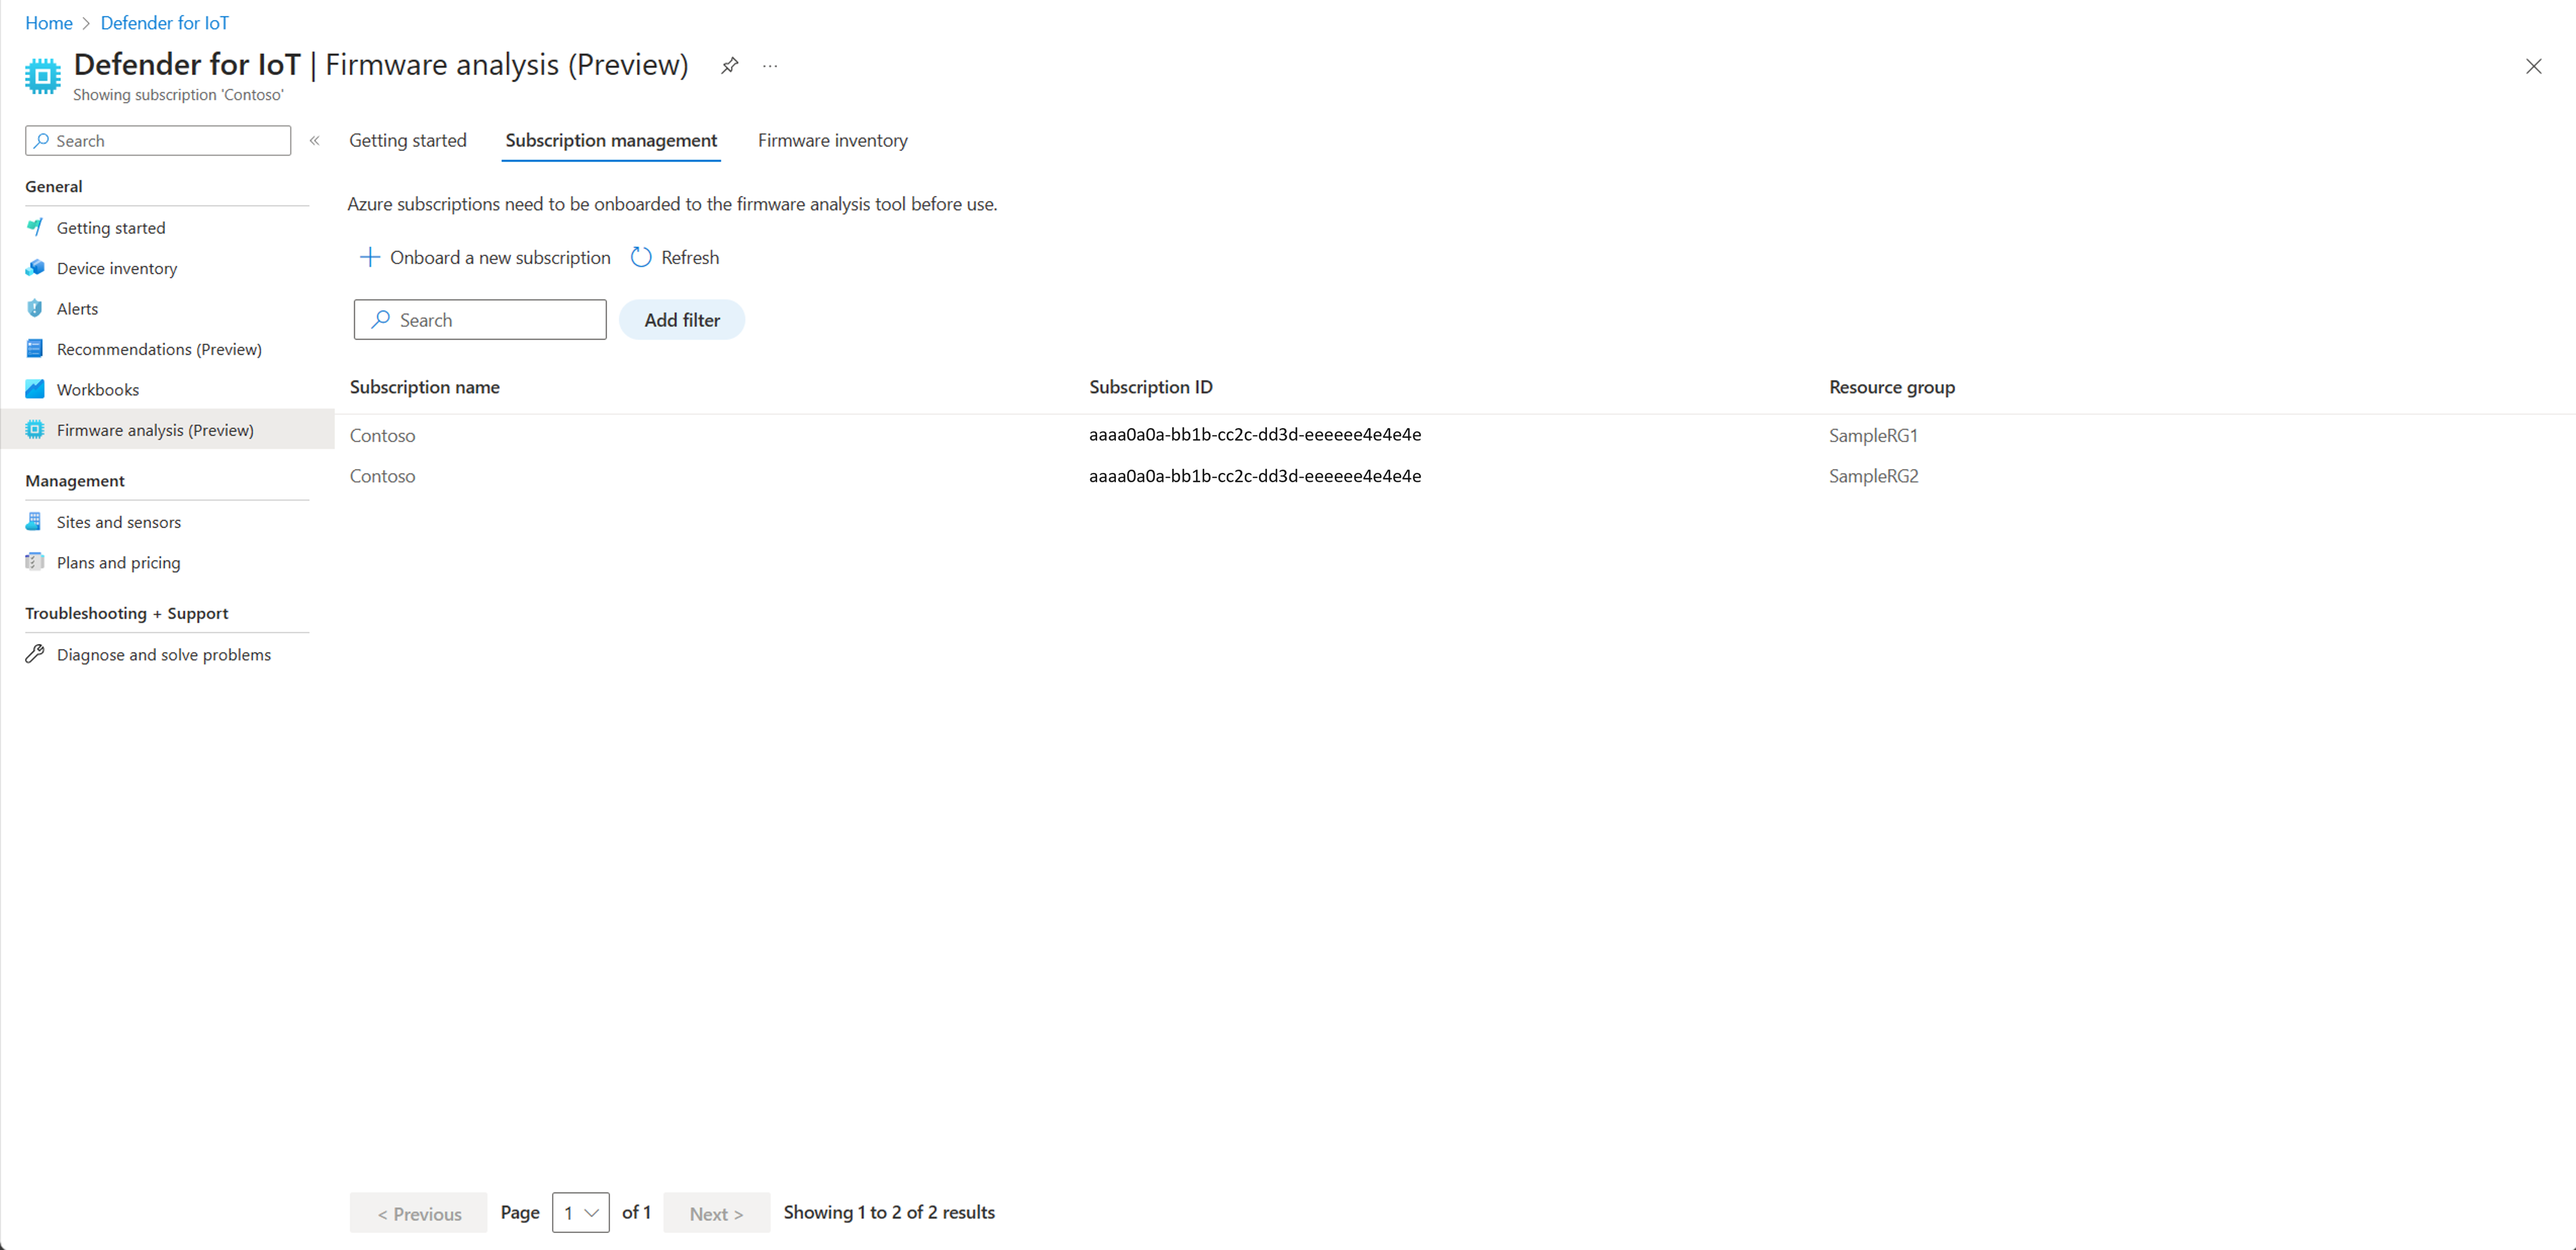 Home > Defender for IoT
Defender for IoT | Firmware analysis (Preview) ...
Showing subscription 'Contoso'
Search «
General
Getting started
Device inventory
Alerts
Recommendations (Preview)
Workbooks
Firmware analysis (Preview)
Management
Sites and sensors
Plans and pricing
Troubleshooting + Support
Diagnose and solve problems
Getting started Subscription management Firmware inventory
Azure subscriptions need to be onboarded to the firmware analysis tool before use.
Onboard a new subscription Refresh
Search Add filter
Subscription name Subscription ID Resource group
Contoso aaaa0a0a-bb1b-cc2c-dd3d-eeeeee4e4e4e SampleRG1
Contoso aaaa0a0a-bb1b-cc2c-dd3d-eeeeee4e4e4e SampleRG2
< Previous Page 1 of 1 Next > Showing 1 to 2 of 2 results